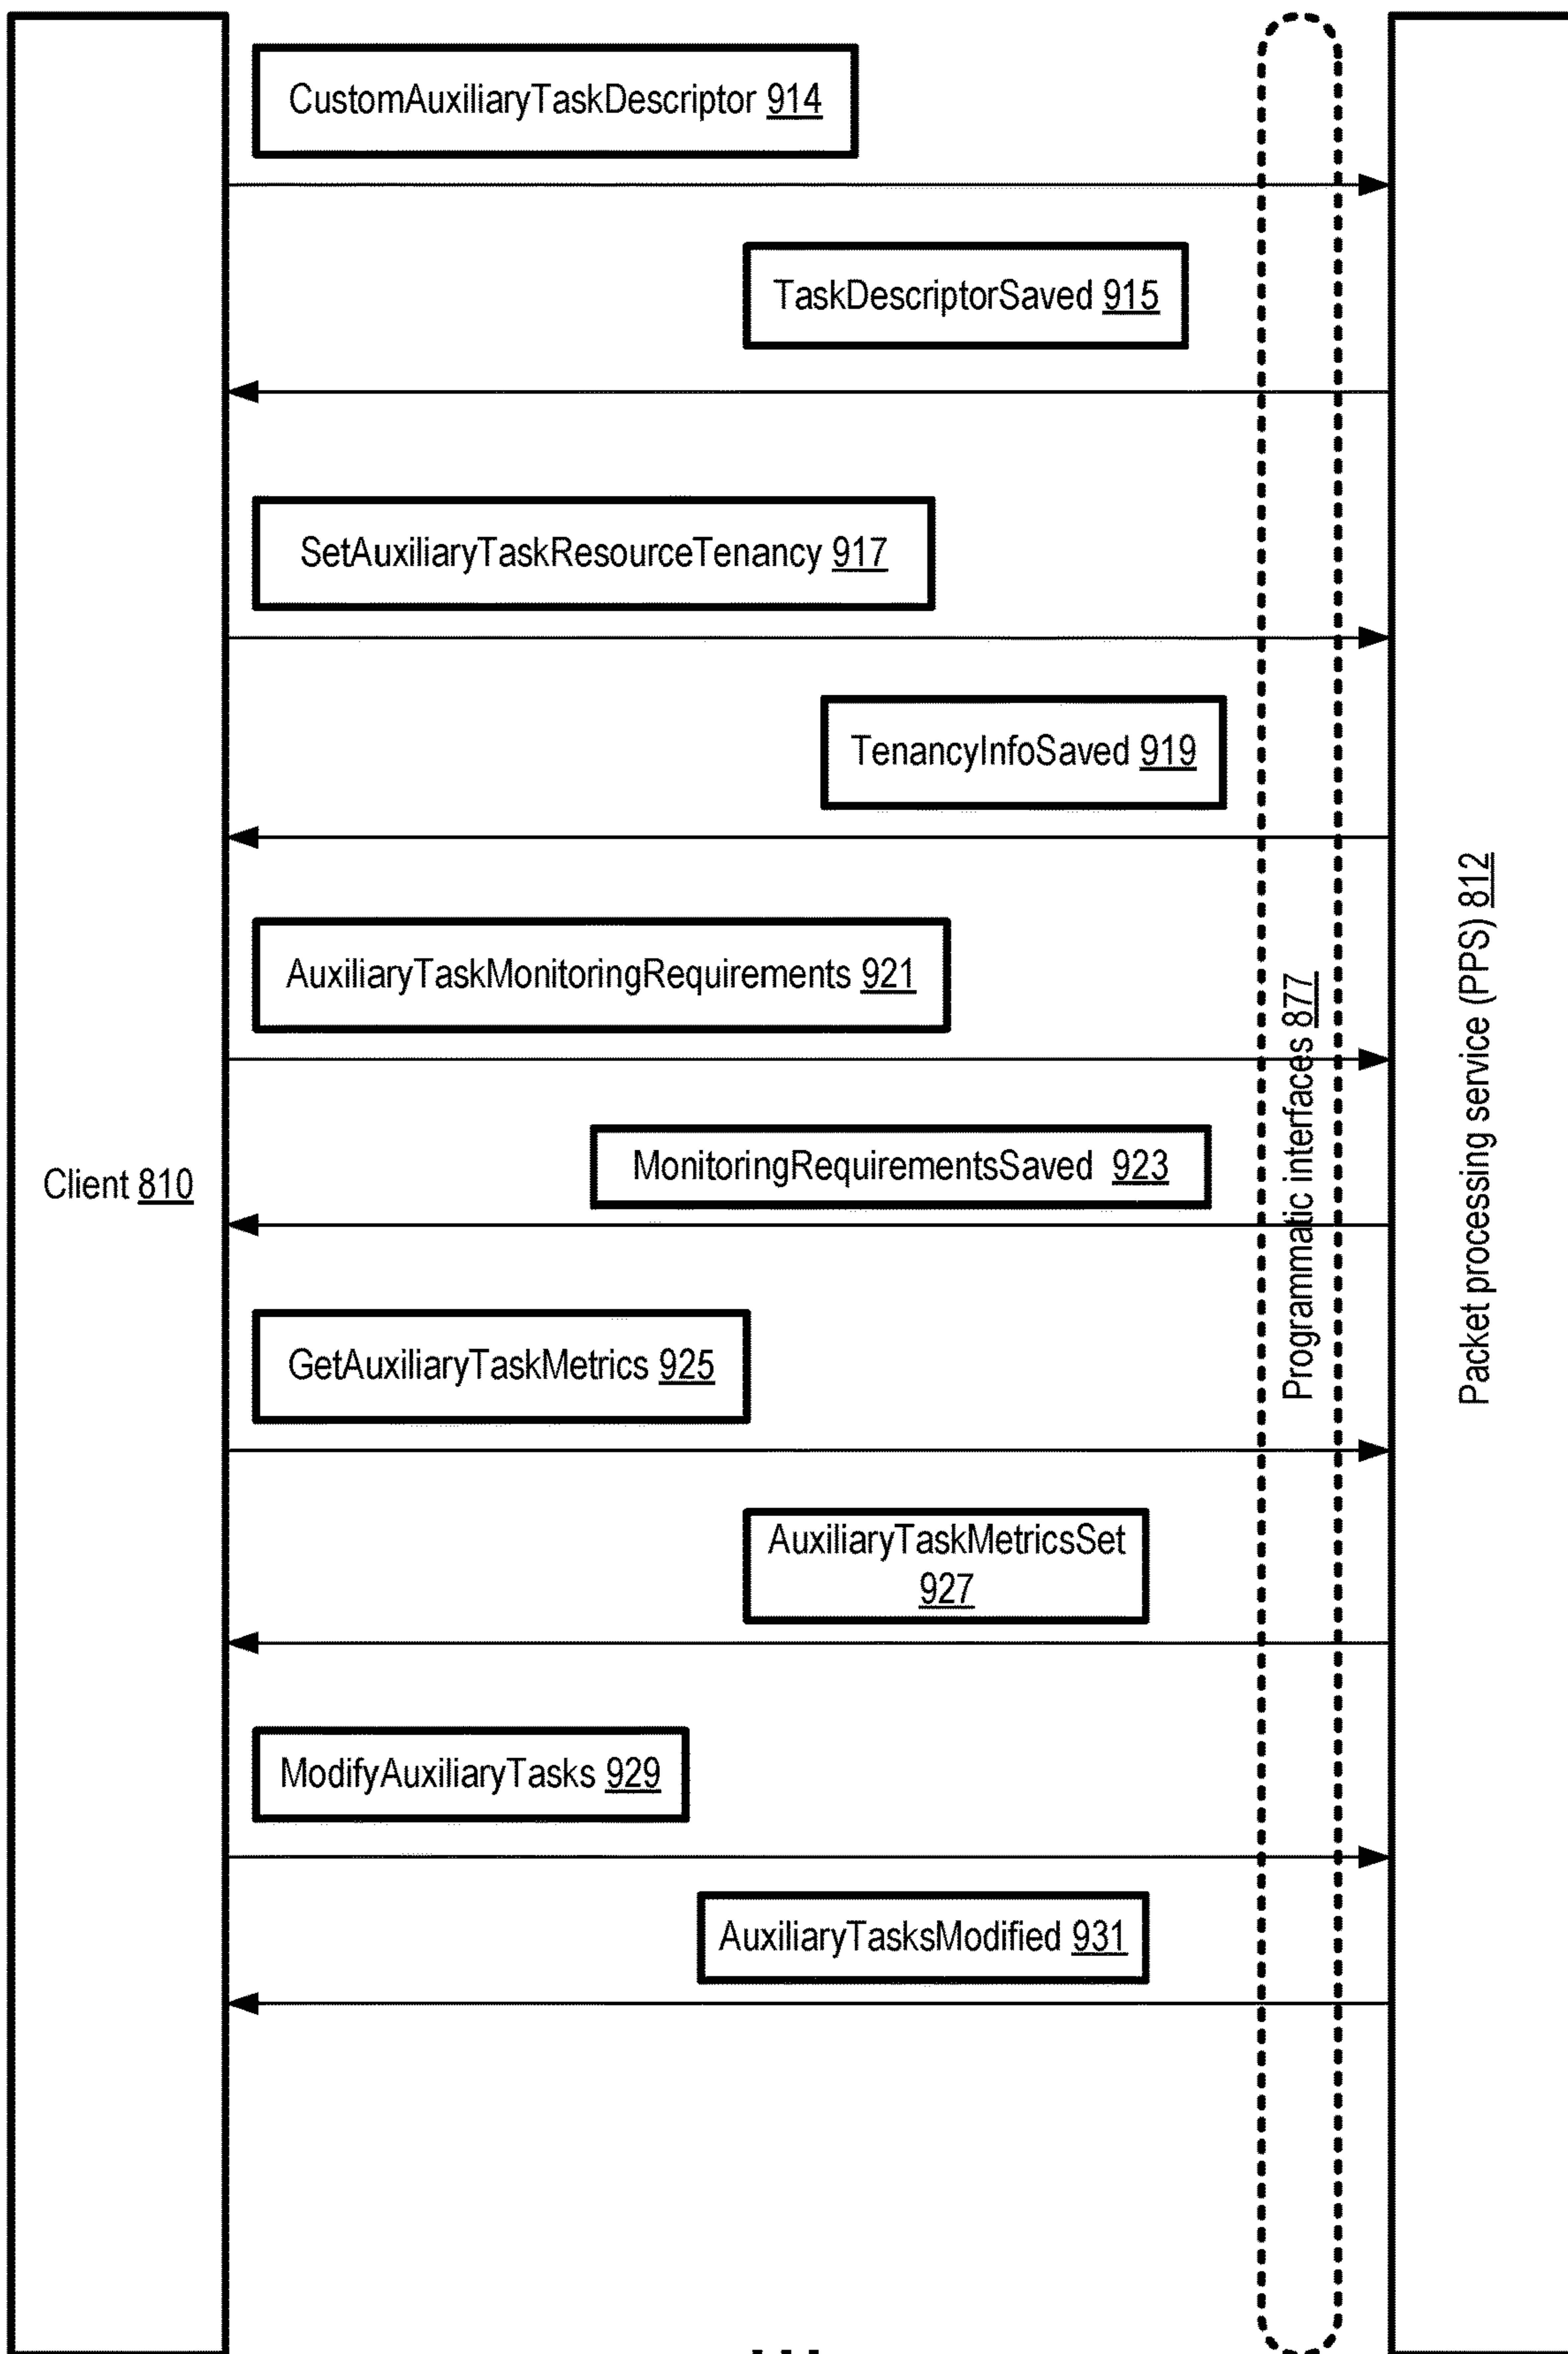 CustomAuxiliaryTaskDescriptor 914
TaskDescriptorSaved 915
SetAuxiliaryTaskResourceTenancy 917
TenancyInfoSaved 919
AuxiliaryTaskMonitoringRequirements 921
MonitoringRequirementsSaved 923
Client 810
Programmatic interfaces 877
Packet processing service (PPS) 812
GetAuxiliaryTaskMetrics 925
AuxiliaryTaskMetricsSet
927
ModifyAuxiliaryTasks 929
AuxiliaryTasksModified 931